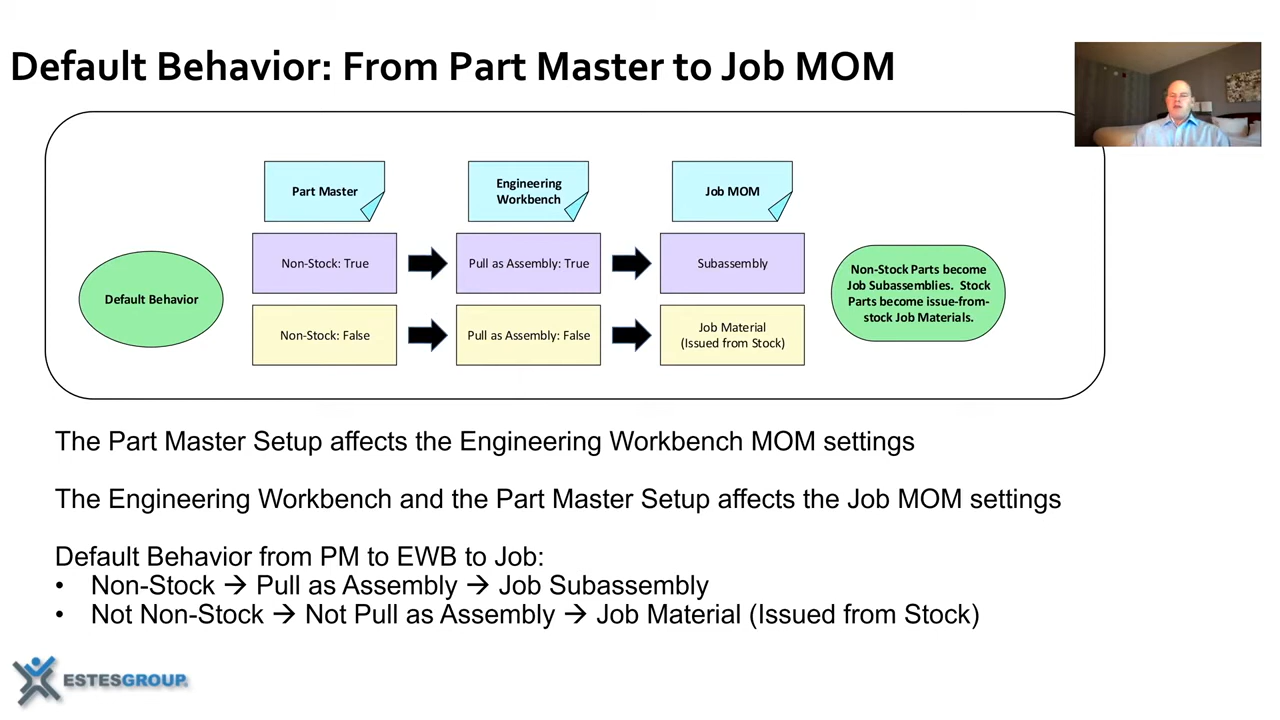 Default Behavior: From Part Master to Job MOM
Part Master
Engineering
Workbench
Job MOM
Default Behavior
Non-Stock: True
Pull as Assembly: True
Subassembly
Non-Stock: False
Pull as Assembly: False
Job Material
(Issued from Stock)
Non-Stock Parts become
Job Subassemblies. Stock
Parts become issue-from-
stock Job Materials.
The Part Master Setup affects the Engineering Workbench MOM settings
The Engineering Workbench and the Part Master Setup affects the Job MOM settings
Default Behavior from PM to EWB to Job:
• Non-Stock → Pull as Assembly → Job Subassembly
• Not Non-Stock → Not Pull as Assembly → Job Material (Issued from Stock)
ESTESGROUP